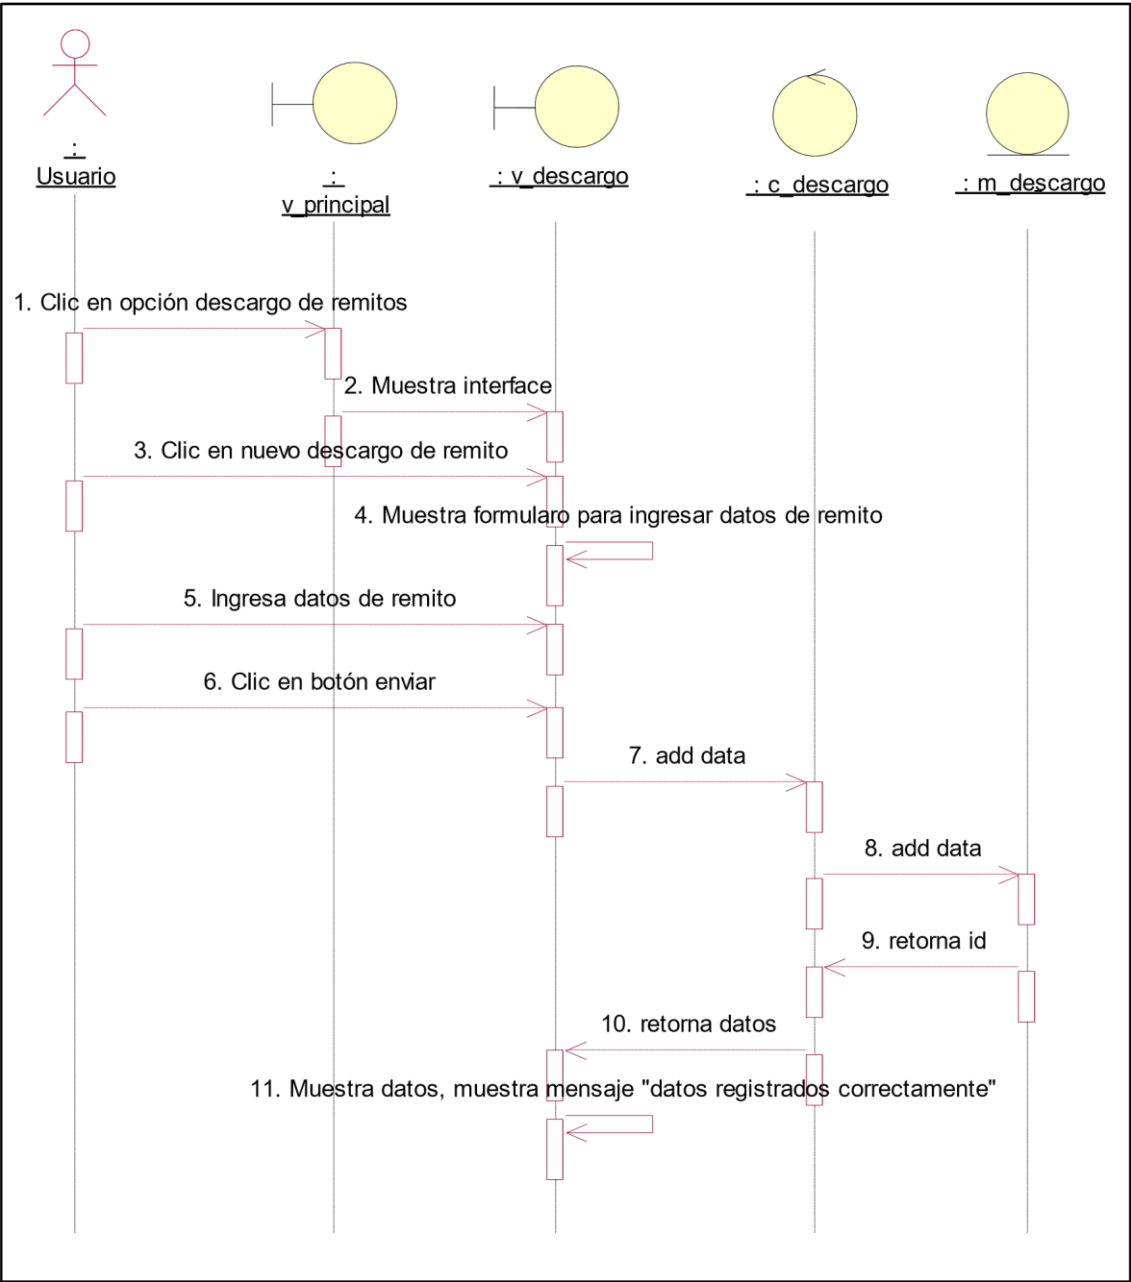 :
Usuario
:
v_principal
: v_descargo
: c_descargo
: m_descargo
1. Clic en opción descargo de remitos
2. Muestra interface
3. Clic en nuevo descargo de remito
4. Muestra formularo para ingresar datos de remito
5. Ingresa datos de remito
6. Clic en botón enviar
7. add data
8. add data
9. retorna id
10. retorna datos
11. Muestra datos, muestra mensaje "datos registrados correctamente"